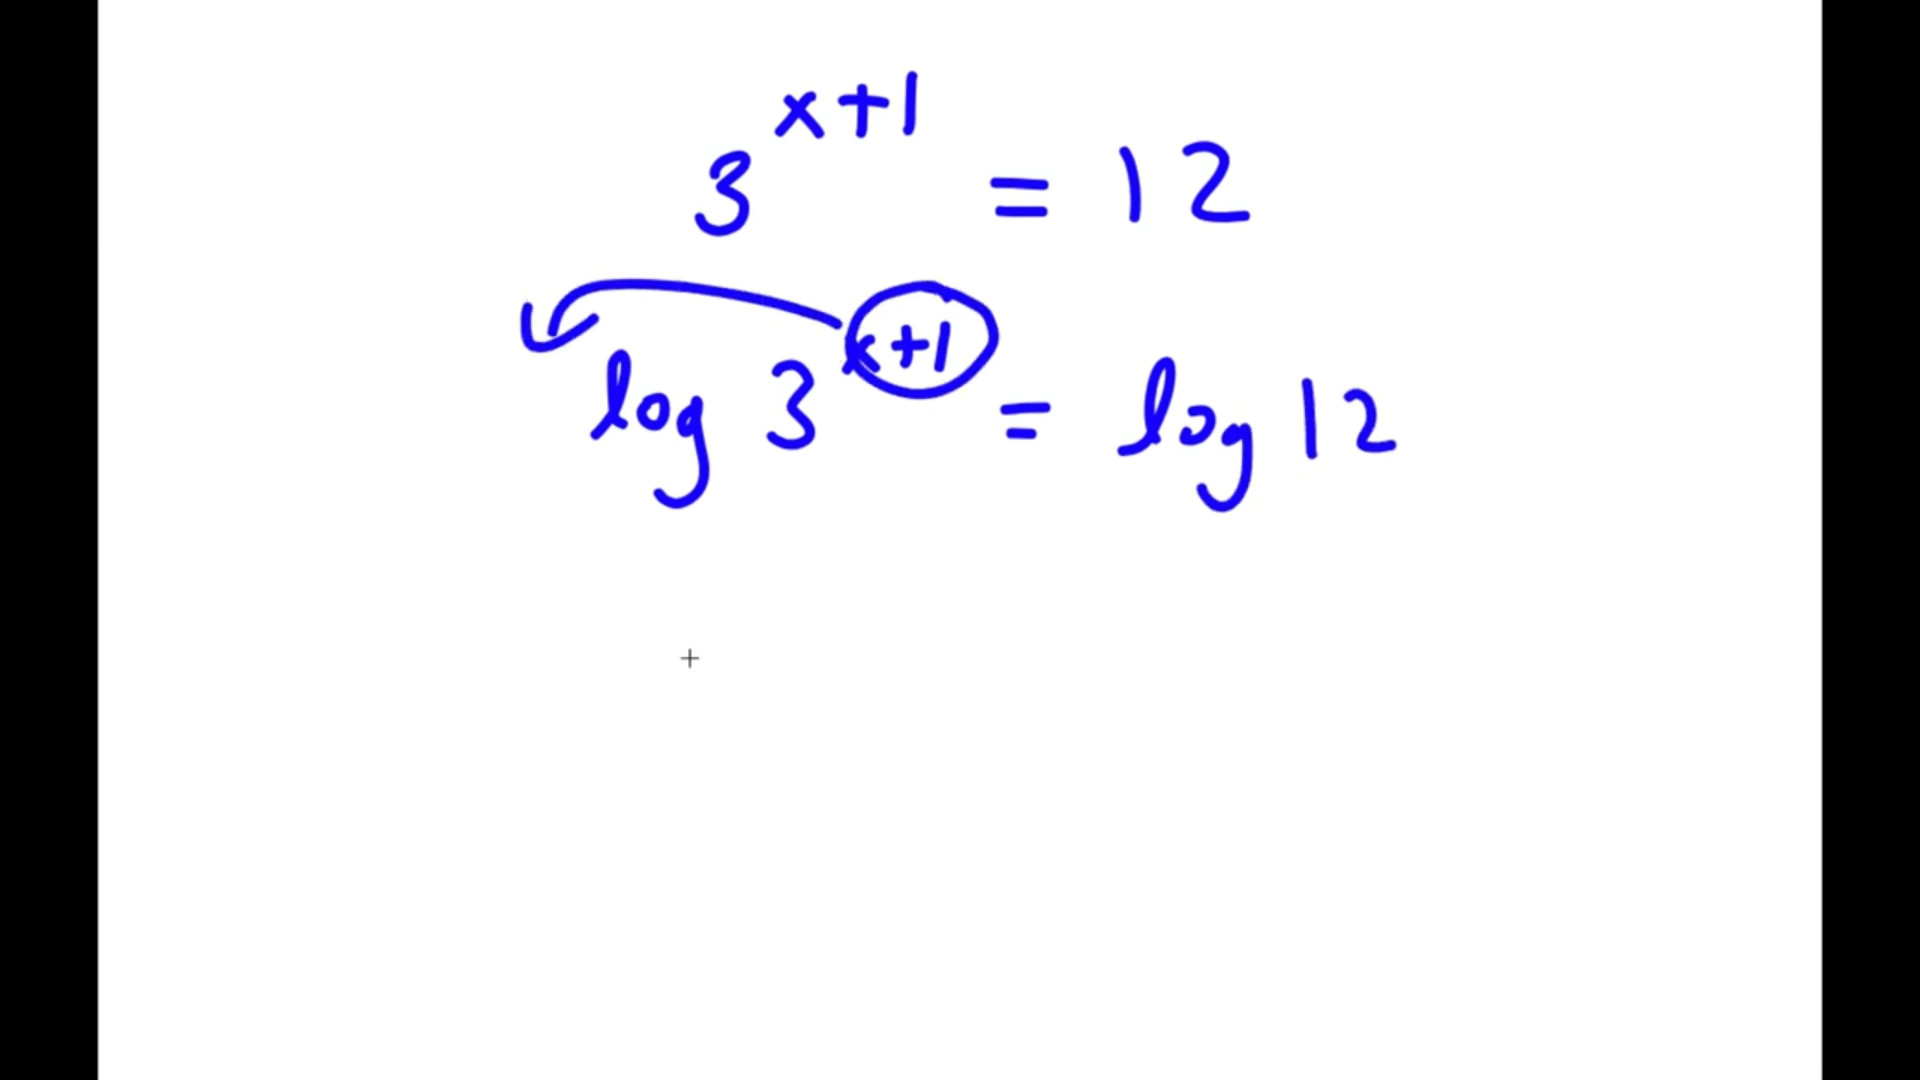 3^{x+1} = 12
log 3^{x+1} = log 12